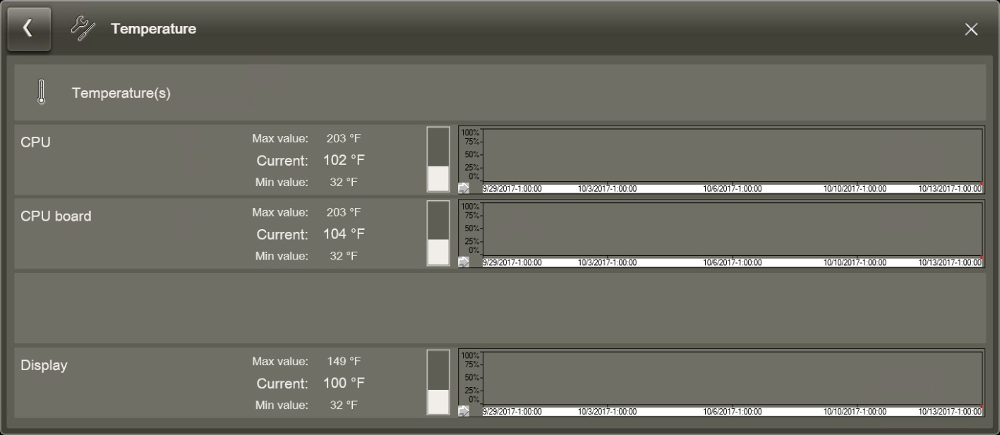 Temperature
Temperature(s)
CPU
Max value: 203 °F
Current: 102 °F
Min value: 32 °F
100%
75%
50%
25%
0%
9/29/2017-1:00:00 10/3/2017-1:00:00 10/6/2017-1:00:00 10/10/2017-1:00:00 10/13/2017-1:00:00
CPU board
Max value: 203 °F
Current: 104 °F
Min value: 32 °F
100%
75%
50%
25%
0%
9/29/2017-1:00:00 10/3/2017-1:00:00 10/6/2017-1:00:00 10/10/2017-1:00:00 10/13/2017-1:00:00
Display
Max value: 149 °F
Current: 100 °F
Min value: 32 °F
100%
75%
50%
25%
0%
9/29/2017-1:00:00 10/3/2017-1:00:00 10/6/2017-1:00:00 10/10/2017-1:00:00 10/13/2017-1:00:00